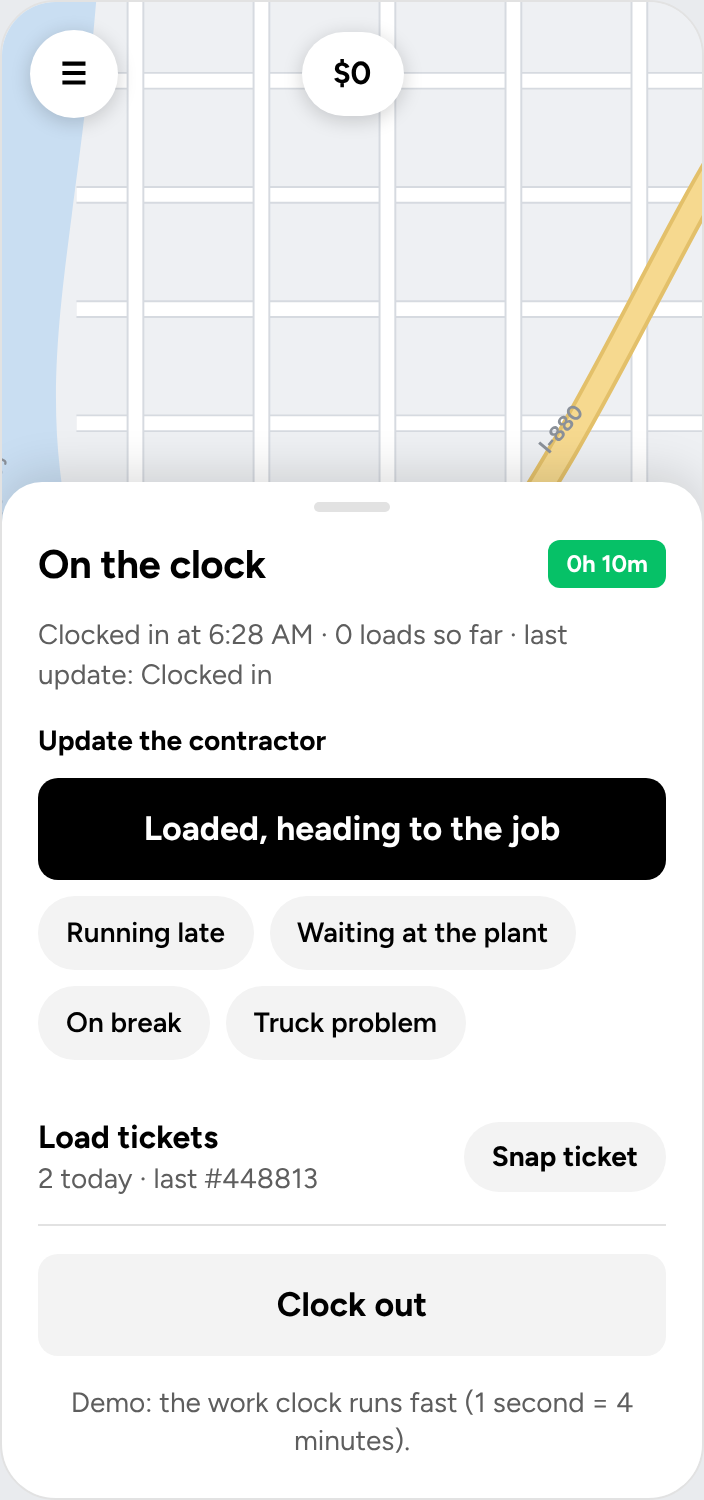 ☰
$0
I-880
On the clock
0h 10m
Clocked in at 6:28 AM · 0 loads so far · last
update: Clocked in
Update the contractor
Loaded, heading to the job
Running late
Waiting at the plant
On break
Truck problem
Load tickets
2 today · last #448813
Snap ticket
Clock out
Demo: the work clock runs fast (1 second = 4
minutes).